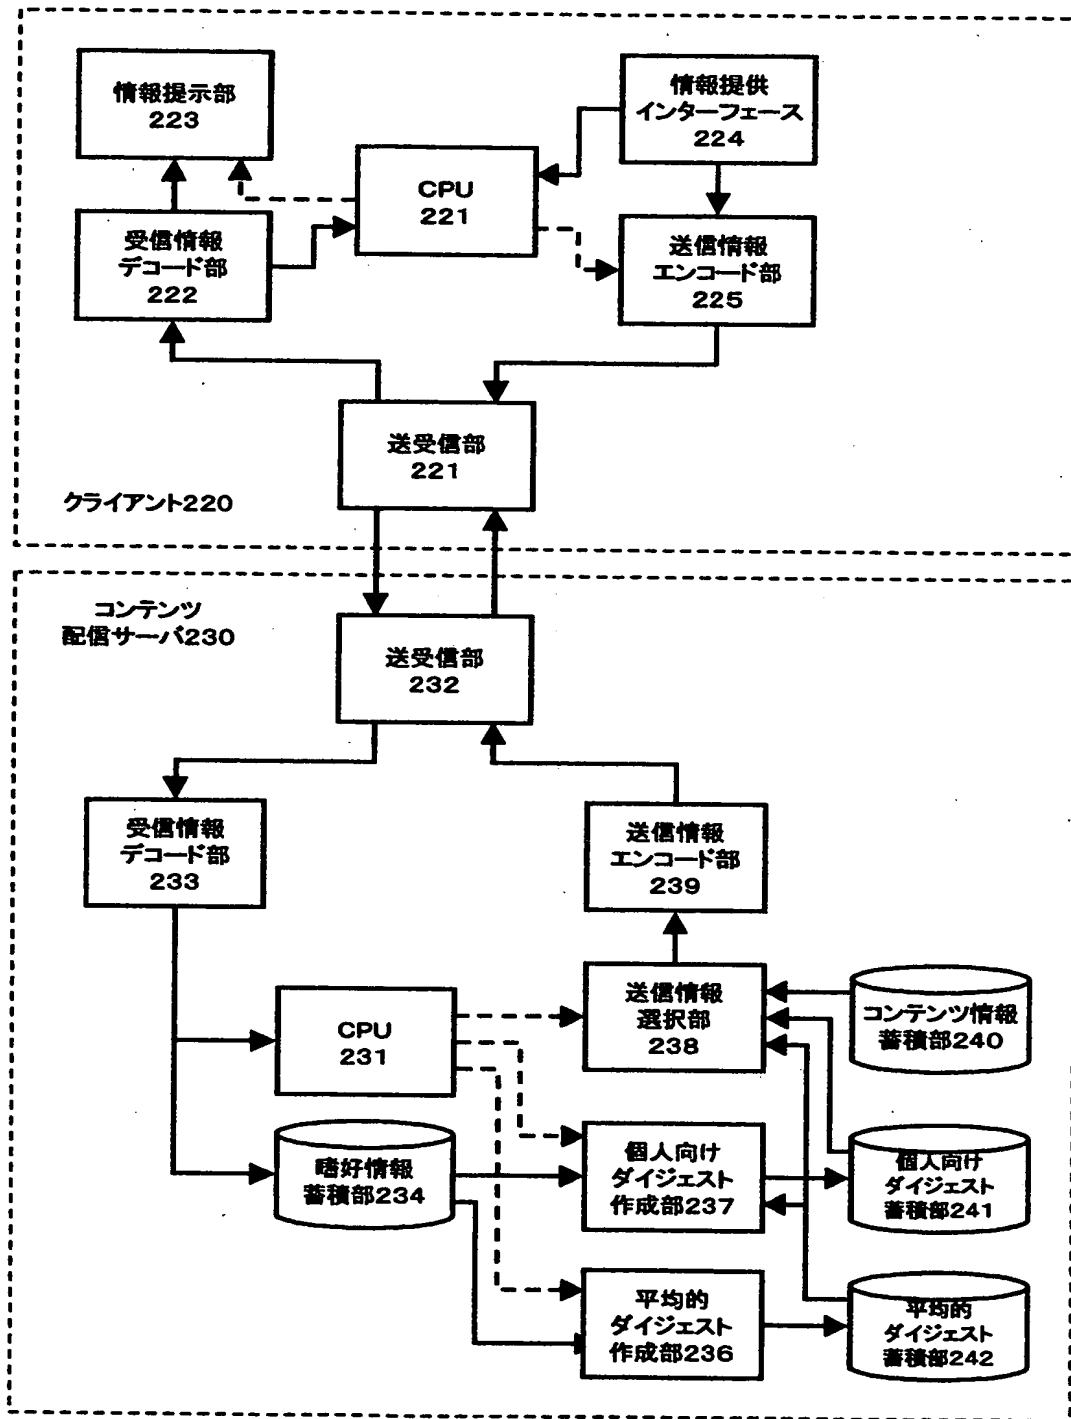 情報提示部
223
情報提供
インターフェース
224
CPU
221
受信情報
デコード部
222
送信情報
エンコード部
225
送受信部
221
クライアント220
コンテンツ
配信サーバ230
送受信部
232
受信情報
デコード部
233
送信情報
エンコード部
239
CPU
231
送信情報
選択部
238
コンテンツ情報
蓄積部240
嗜好情報
蓄積部234
個人向け
ダイジェスト
作成部237
個人向け
ダイジェスト
蓄積部241
平均的
ダイジェスト
作成部236
平均的
ダイジェスト
蓄積部242